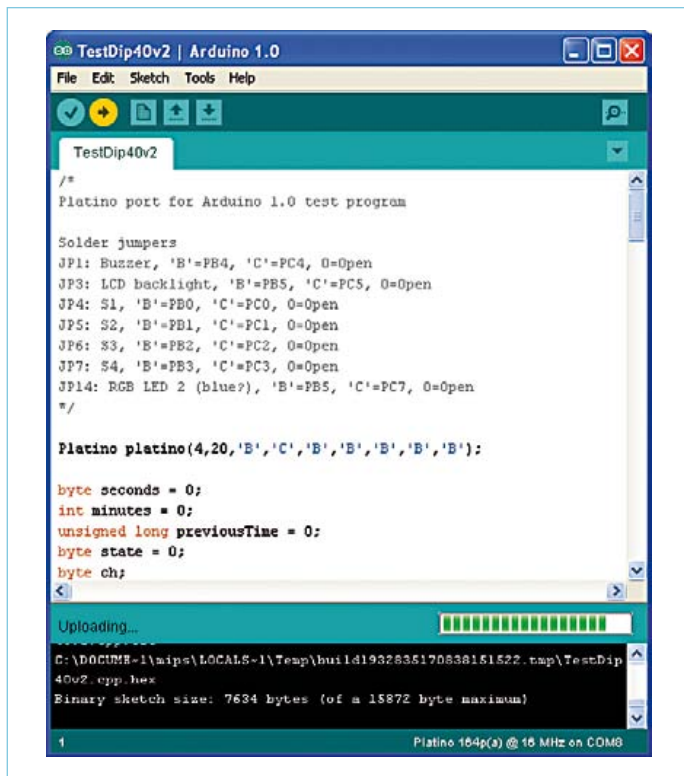 TestDip40v2 | Arduino 1.0
File Edit Sketch Tools Help
TestDip40v2
/*
Platino port for Arduino 1.0 test program
Solder jumpers
JP1: Buzzer, 'B'=PB4, 'C'=PC4, 0=Open
JP3: LCD backlight, 'B'=PB5, 'C'=PC5, 0=Open
JP4: S1, 'B'=PB0, 'C'=PC0, 0=Open
JP5: S2, 'B'=PB1, 'C'=PC1, 0=Open
JP6: S3, 'B'=PB2, 'C'=PC2, 0=Open
JP7: S4, 'B'=PB3, 'C'=PC3, 0=Open
JP14: RGB LED 2 (blue?), 'B'=PB5, 'C'=PC7, 0=Open
*/
Platino platino(4,20,'B','C','B','B','B','B','B');
byte seconds = 0;
int minutes = 0;
unsigned long previousTime = 0;
byte state = 0;
byte ch;
Uploading...
C:\DOCUME~1\mips\LOCALS~1\Temp\build1932835170838151522.tmp\TestDip
40v2.cpp.hex
Binary sketch size: 7634 bytes (of a 15872 byte maximum)
1
Platino 164p(a) @ 16 MHz on COM8